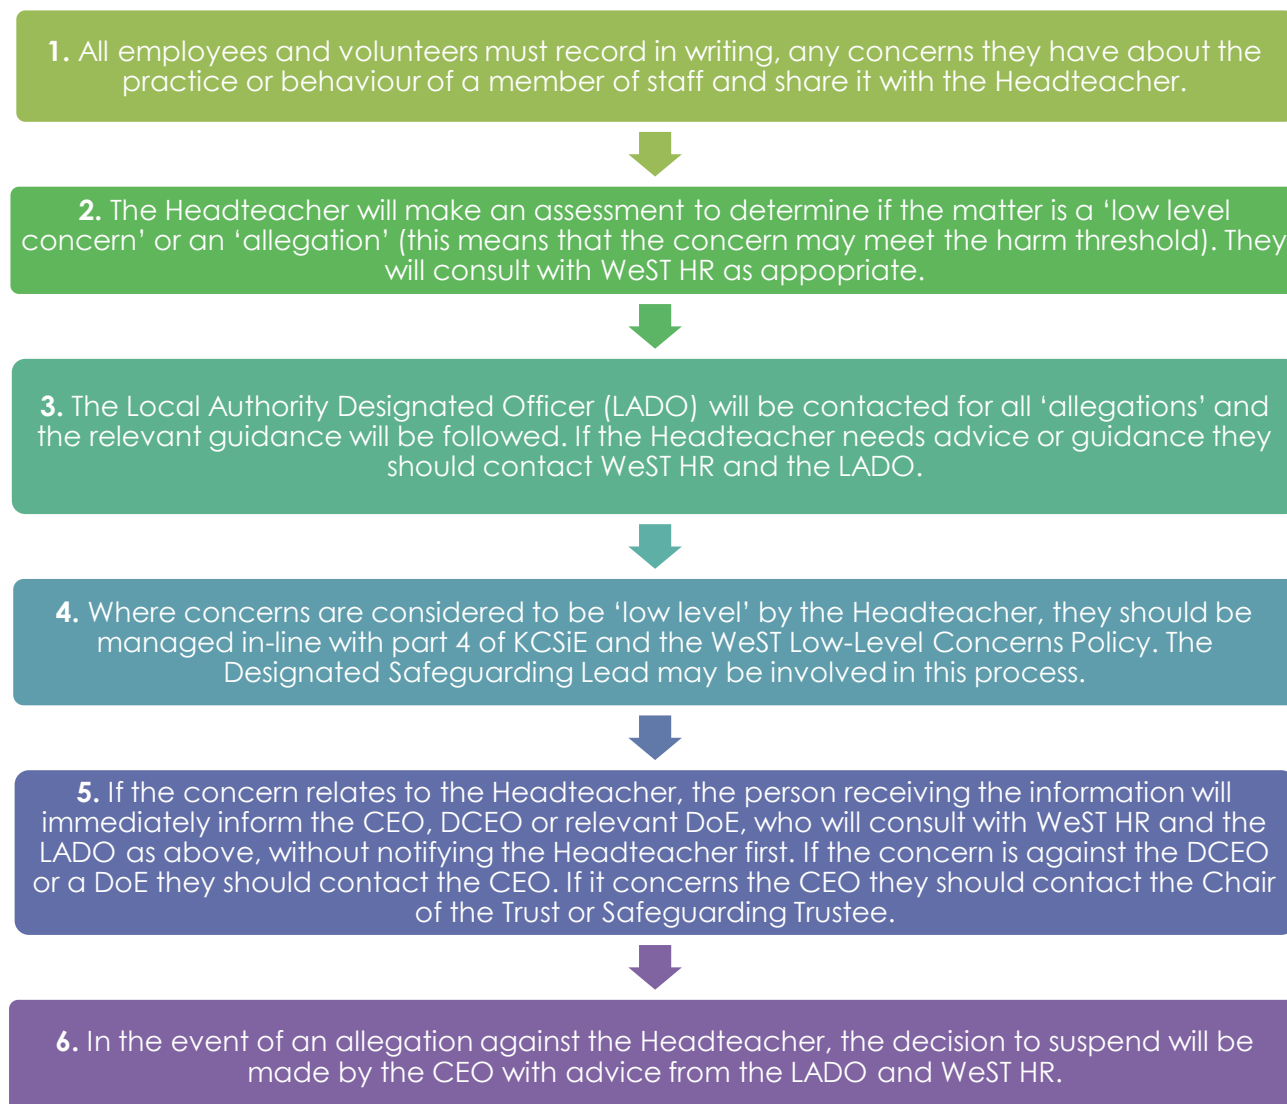 1. All employees and volunteers must record in writing, any concerns they have about the
practice or behaviour of a member of staff and share it with the Headteacher.
2. The Headteacher will make an assessment to determine if the matter is a ‘low level
concern’ or an ‘allegation’ (this means that the concern may meet the harm threshold). They
will consult with WeST HR as appopriate.
3. The Local Authority Designated Officer (LADO) will be contacted for all ‘allegations’ and
the relevant guidance will be followed. If the Headteacher needs advice or guidance they
should contact WeST HR and the LADO.
4. Where concerns are considered to be ‘low level’ by the Headteacher, they should be
managed in-line with part 4 of KCSiE and the WeST Low-Level Concerns Policy. The
Designated Safeguarding Lead may be involved in this process.
5. If the concern relates to the Headteacher, the person receiving the information will
immediately inform the CEO, DCEO or relevant DoE, who will consult with WeST HR and the
LADO as above, without notifying the Headteacher first. If the concern is against the DCEO
or a DoE they should contact the CEO. If it concerns the CEO they should contact the Chair
of the Trust or Safeguarding Trustee.
6. In the event of an allegation against the Headteacher, the decision to suspend will be
made by the CEO with advice from the LADO and WeST HR.